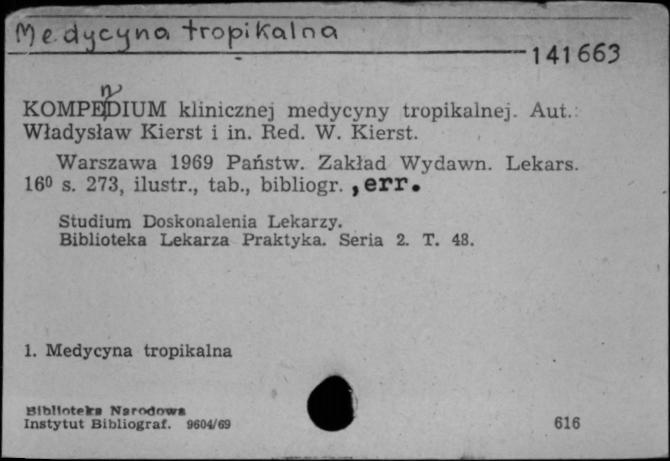 Medycyna tropikalna
141663
n
KOMPEDIUM klinicznej medycyny tropikalnej. Aut.:
Władysław Kierst i in. Red. W. Kierst.
Warszawa 1969 Państw. Zakład Wydawn. Lekars.
16⁰ s. 273, ilustr., tab., bibliogr. ,err.
Studium Doskonalenia Lekarzy.
Biblioteka Lekarza Praktyka. Seria 2. T. 48.
1. Medycyna tropikalna
Biblioteka Narodowa
Instytut Bibliograf. 9604/69
616